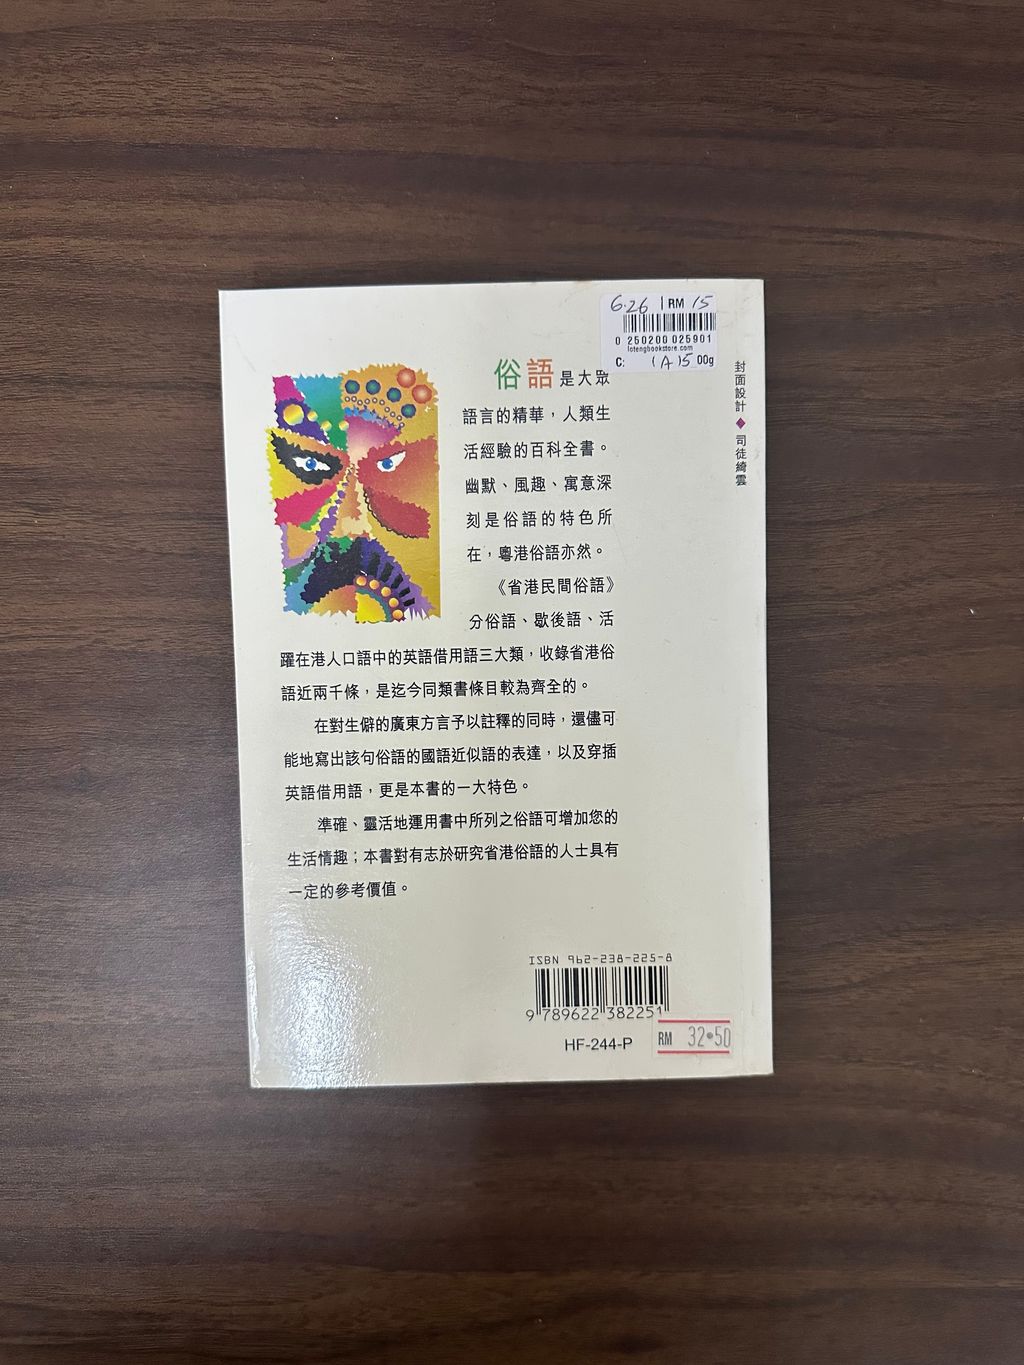 6.26 RM 15
0 250200 025901
lotengbookstore.com
C: 1A15 00g
俗語是大眾
語言的精華，人類生
活經驗的百科全書。
幽默、風趣、寓意深
刻是俗語的特色所
在，粵港俗語亦然。
《省港民間俗語》
分俗語、歇後語、活
躍在港人口語中的英語借用語三大類，收錄省港俗
語近兩千條，是迄今同類書條目較為齊全的。
在對生僻的廣東方言予以註釋的同時，還儘可
能地寫出該句俗語的國語近似語的表達，以及穿插
英語借用語，更是本書的一大特色。
準確、靈活地運用書中所列之俗語可增加您的
生活情趣；本書對有志於研究省港俗語的人士具有
一定的參考價值。
封面設計◆司徒綺雲
ISBN 962-238-225-8
9 789622 382251
HF-244-P
RM 32•50